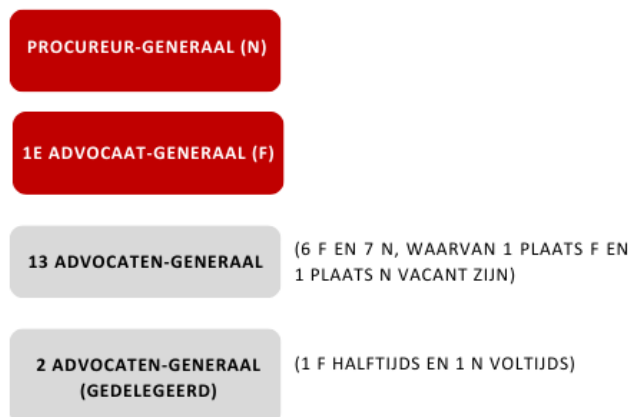 PROCUREUR-GENERAAL (N)
1E ADVOCAAT-GENERAAL (F)
13 ADVOCATEN-GENERAAL
(6 F EN 7 N, WAARVAN 1 PLAATS F EN
1 PLAATS N VACANT ZIJN)
2 ADVOCATEN-GENERAAL
(GEDELEGEERD)
(1 F HALFTIJDS EN 1 N VOLTIJDS)